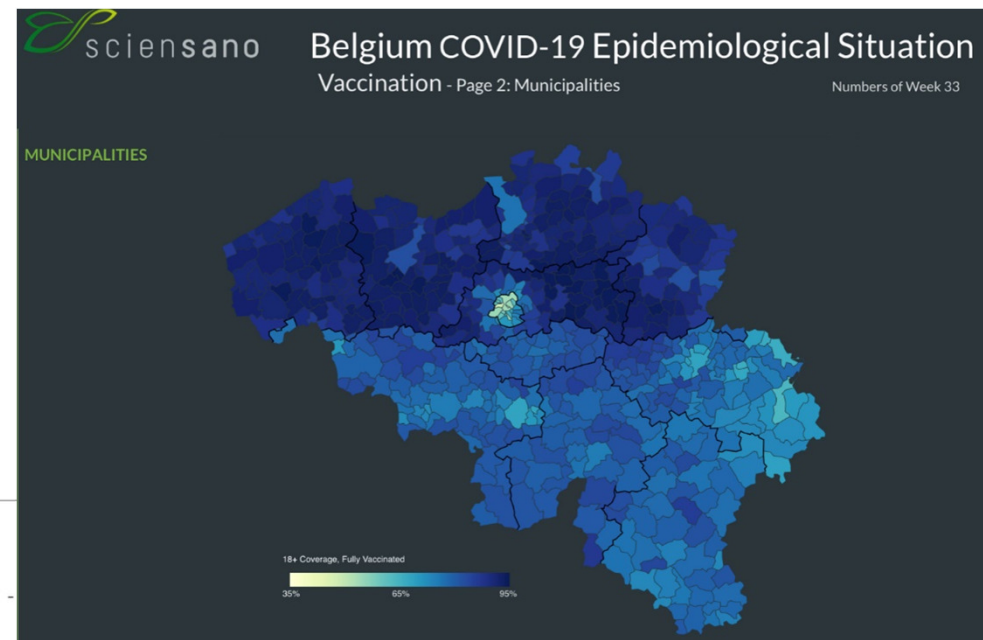 sciensano
Belgium COVID-19 Epidemiological Situation
Vaccination - Page 2: Municipalities
Numbers of Week 33
MUNICIPALITIES
18+ Coverage, Fully Vaccinated
35%
65%
95%
-